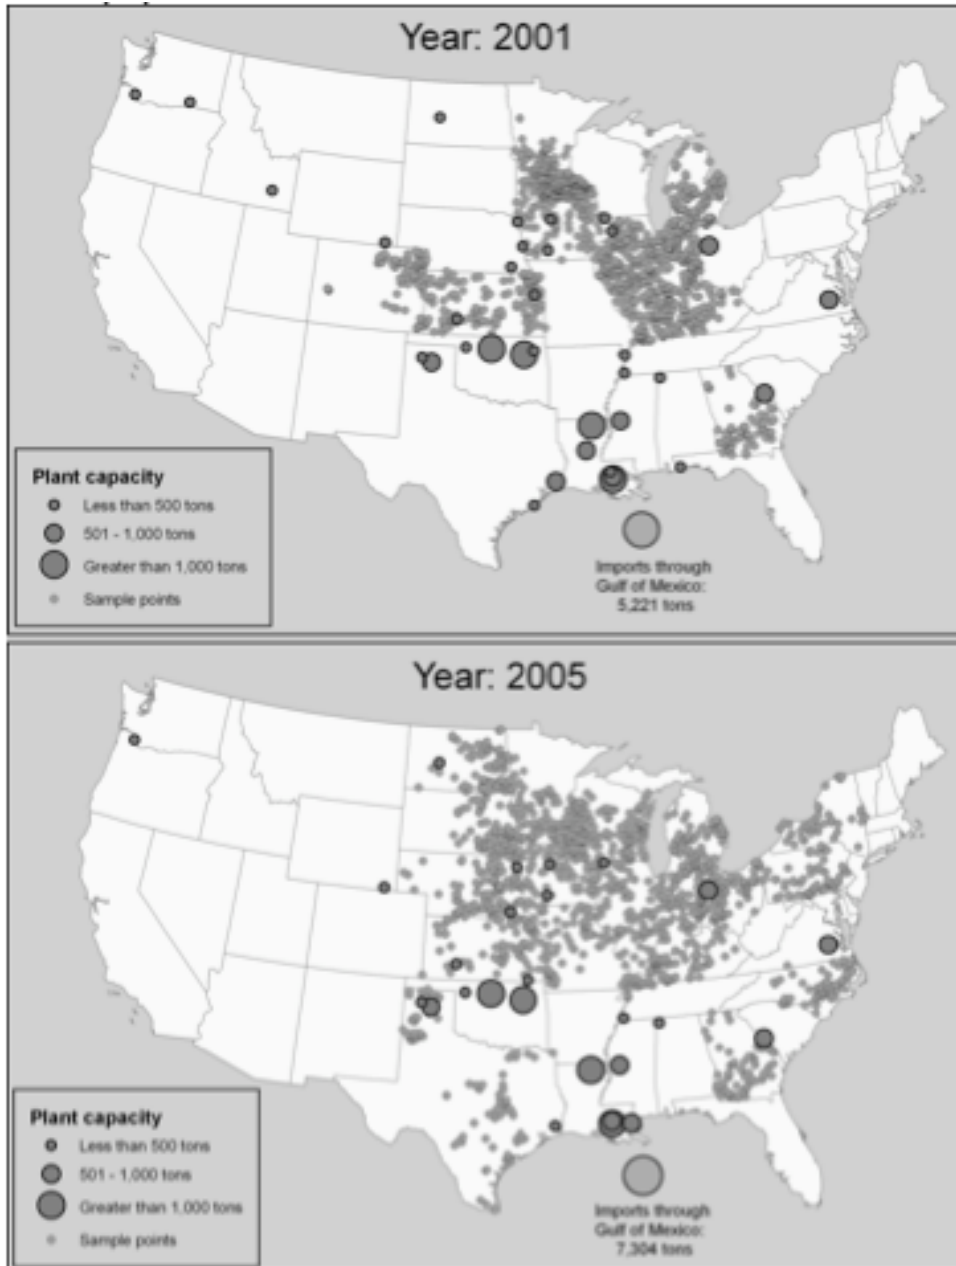 Year: 2001
Plant capacity
Less than 500 tons
501 - 1,000 tons
Greater than 1,000 tons
Sample points
Imports through
Gulf of Mexico:
5,221 tons
Year: 2005
Plant capacity
Less than 500 tons
501 - 1,000 tons
Greater than 1,000 tons
Sample points
Imports through
Gulf of Mexico:
7,304 tons